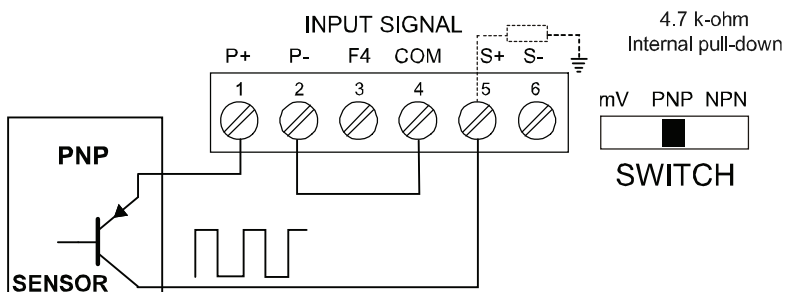 INPUT SIGNAL
4.7 k-ohm
Internal pull-down
P+ P- F4 COM S+ S-
1 2 3 4 5 6
mV PNP NPN
SWITCH
PNP
SENSOR